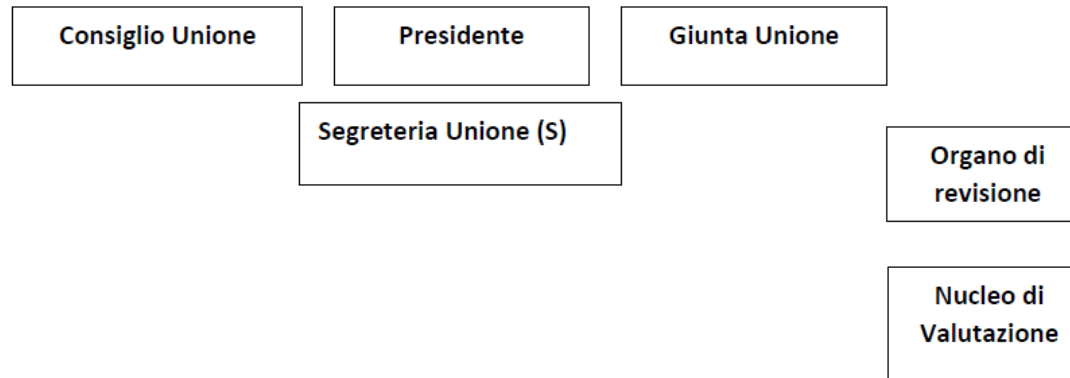 Consiglio Unione
Presidente
Giunta Unione
Segreteria Unione (S)
Organo di
revisione
Nucleo di
Valutazione